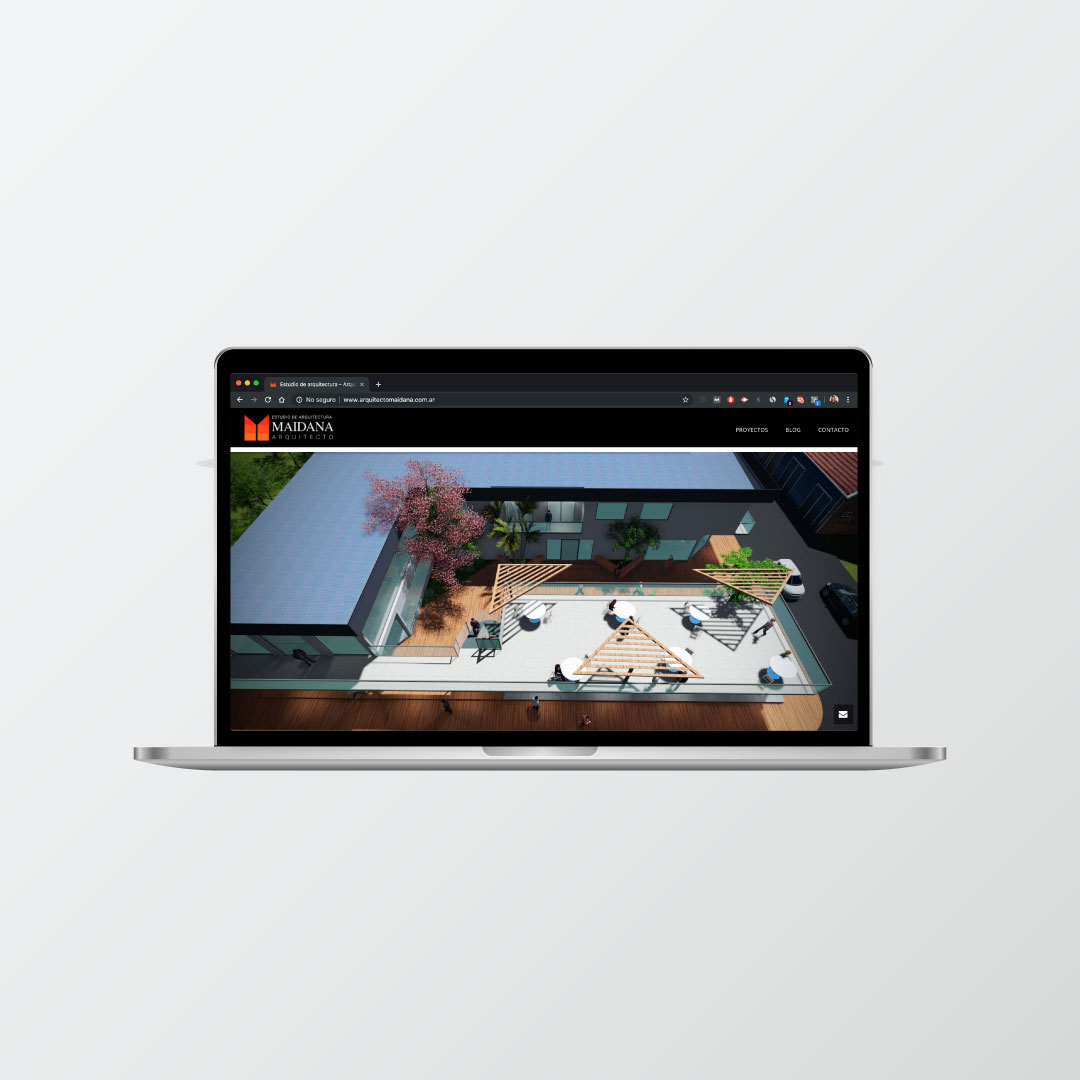 Estudio de arquitectura – Arq
No seguro | www.arquitectomaidana.com.ar
ESTUDIO DE ARQUITECTURA
MAIDANA
ARQUITECTO
PROYECTOS BLOG CONTACTO